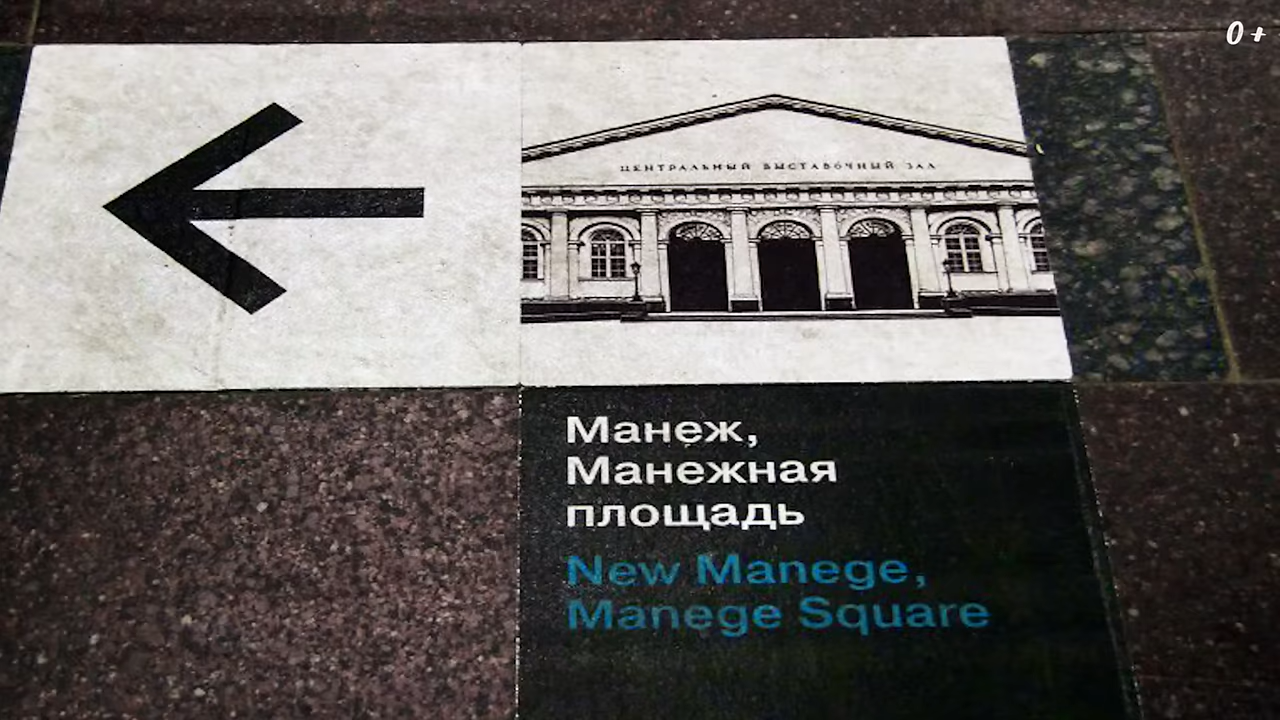 0+
ЦЕНТРАЛЬНЫЙ ВЫСТАВОЧНЫЙ ЗАЛ
Манеж,
Манежная
площадь
New Manege,
Manege Square